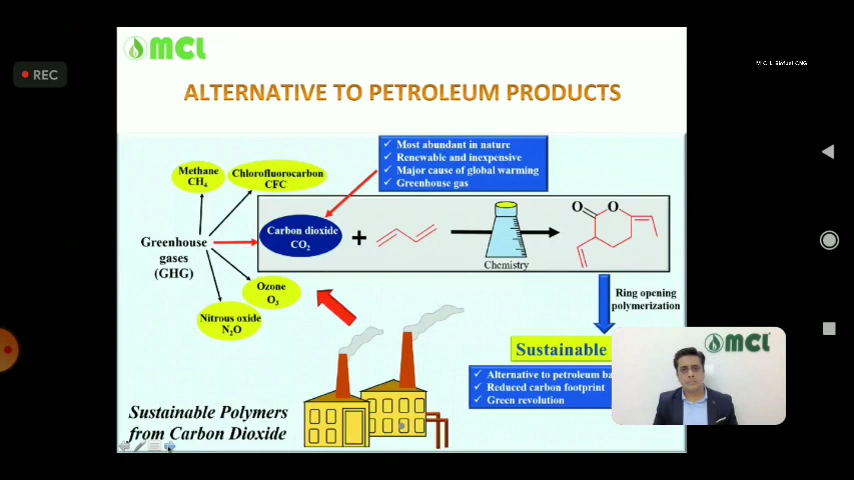 REC
MCL
M C L Biofuel CNG
ALTERNATIVE TO PETROLEUM PRODUCTS
✓ Most abundant in nature
✓ Renewable and inexpensive
✓ Major cause of global warming
✓ Greenhouse gas
Methane
CH₄
Chlorofluorocarbon
CFC
Greenhouse
gases
(GHG)
Carbon dioxide
CO₂
+
Chemistry
O
O
Ozone
O₃
Nitrous oxide
N₂O
Ring opening
polymerization
Sustainable
✓ Alternative to petroleum ba
✓ Reduced carbon footprint
✓ Green revolution
Sustainable Polymers
from Carbon Dioxide
MCL